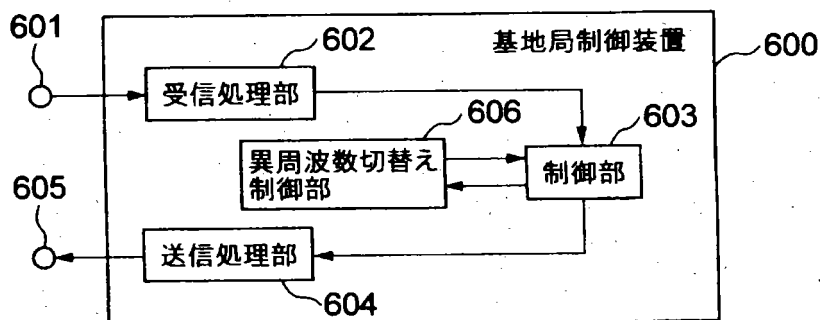 601
602
基地局制御装置
600
受信処理部
606
603
異周波数切替え
制御部
制御部
605
送信処理部
604